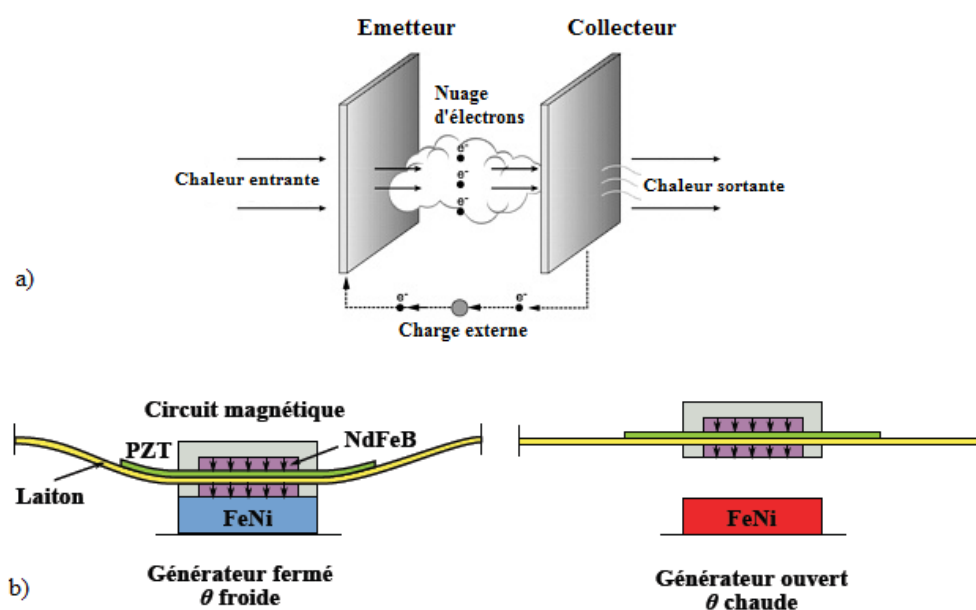 Emetteur
Collecteur
Nuage
d'électrons
e-
e-
e-
Chaleur entrante
Chaleur sortante
a)
e-
e-
Charge externe
Circuit magnétique
PZT
NdFeB
Laiton
FeNi
FeNi
b)
Générateur fermé
θ froide
Générateur ouvert
θ chaude